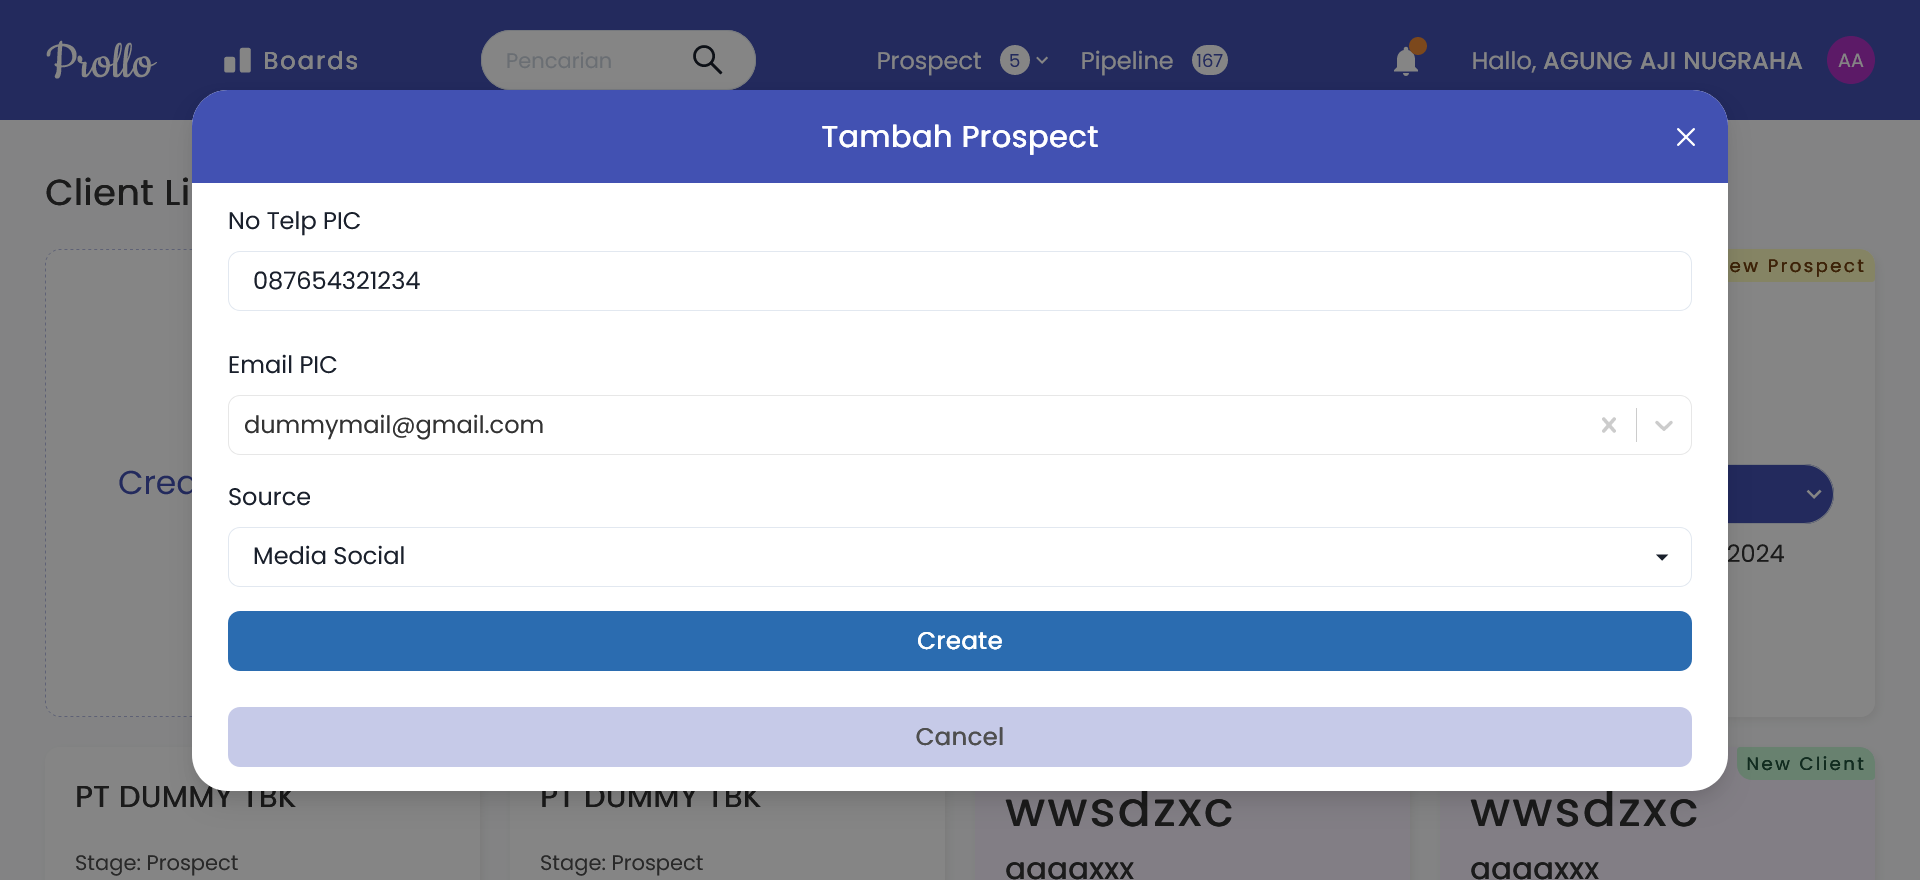 Prollo
Boards
Pencarian
Prospect 5
Pipeline 167
Hallo, AGUNG AJI NUGRAHA
AA
Tambah Prospect
Client Li
No Telp PIC
087654321234
ew Prospect
Email PIC
dummymail@gmail.com
Crea
Source
Media Social
2024
Create
Cancel
New Client
PT DUMMY TBK
PT DUMMY TBK
wwsdzxc
wwsdzxc
Stage: Prospect
Stage: Prospect